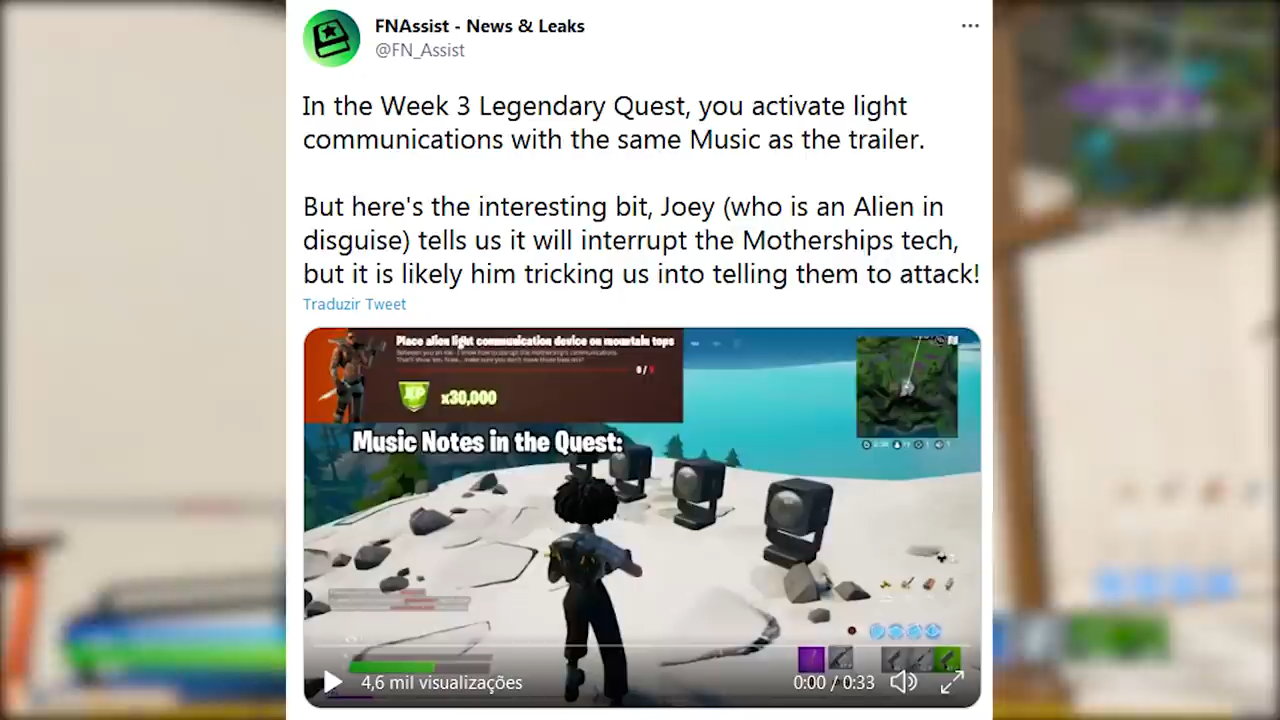 FNAssist - News & Leaks
@FN_Assist
In the Week 3 Legendary Quest, you activate light
communications with the same Music as the trailer.
But here's the interesting bit, Joey (who is an Alien in
disguise) tells us it will interrupt the Motherships tech,
but it is likely him tricking us into telling them to attack!
Traduzir Tweet
Place alien light communication device on mountain tops
XP
x30,000
Music Notes in the Quest:
4,6 mil visualizações
0:00 / 0:33